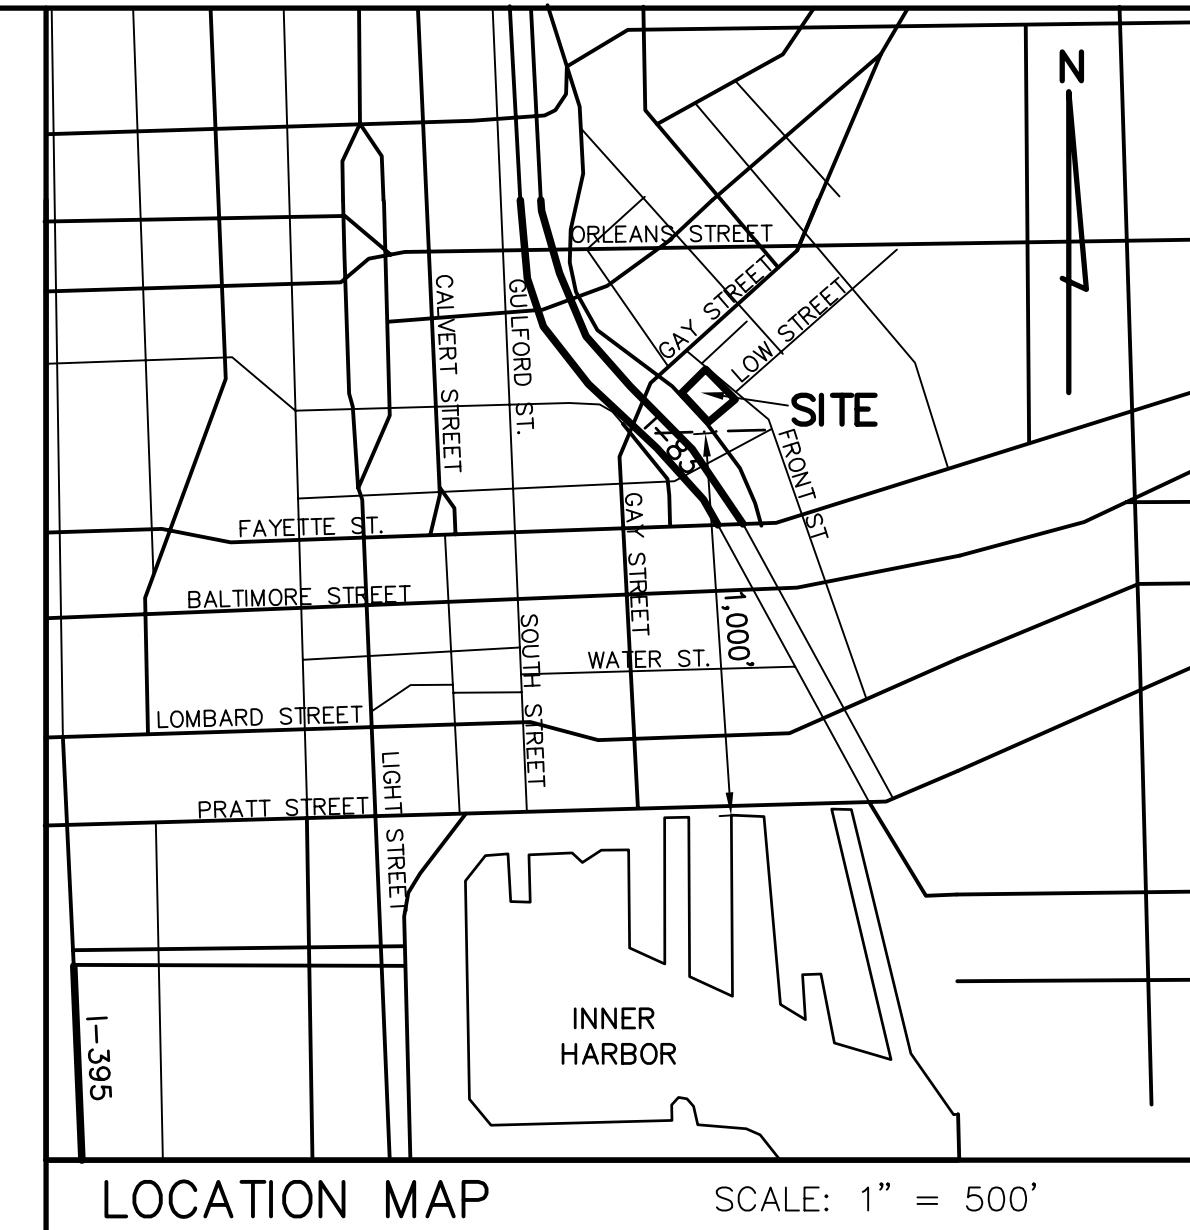 N
ORLEANS STREET
GAY STREET
LOW STREET
CALVERT STREET
GUILFORD ST.
SITE
I-83
FRONT ST
GAY STREET
FAYETTE ST.
BALTIMORE STREET
1,000'
SOUTH STREET
WATER ST.
LOMBARD STREET
LIGHT STREET
PRATT STREET
INNER
HARBOR
I-395
LOCATION MAP
SCALE: 1" = 500'